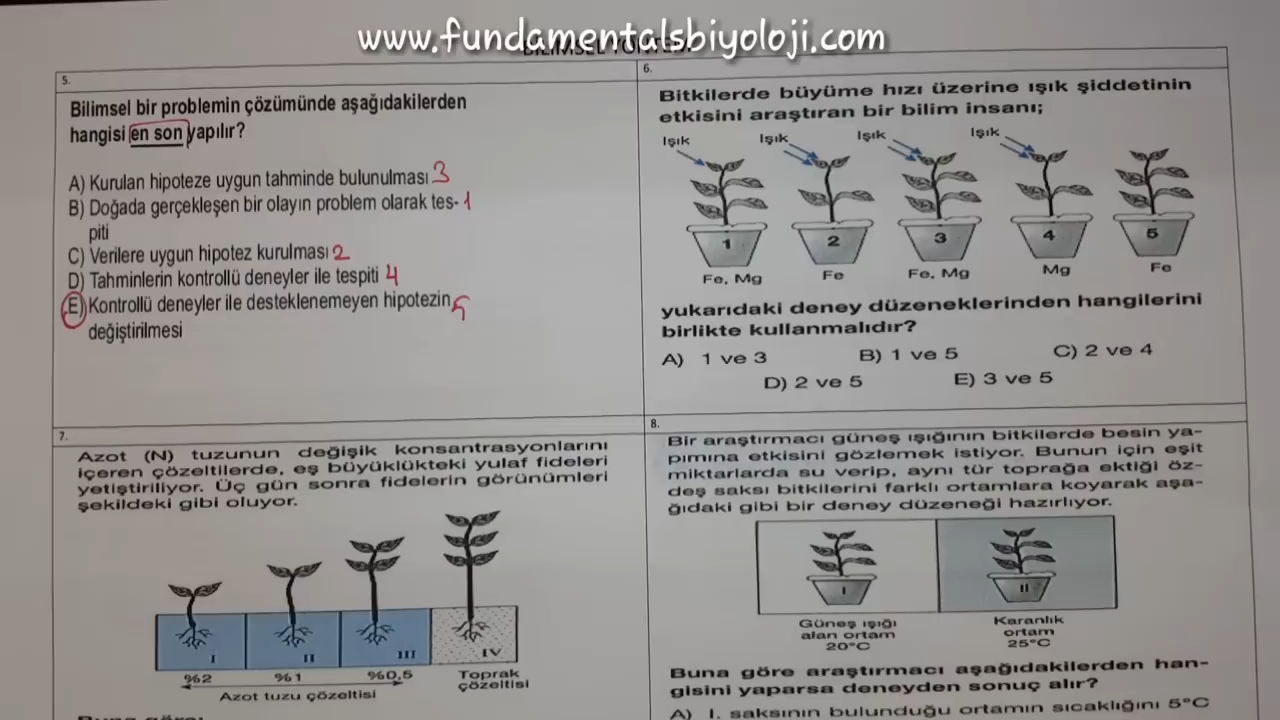 www.fundamentalsbiyoloji.com
5.
Bilimsel bir problemin çözümünde aşağıdakilerden
hangisi en son yapılır?
A) Kurulan hipoteze uygun tahminde bulunulması 3
B) Doğada gerçekleşen bir olayın problem olarak tes- 1
piti
C) Verilere uygun hipotez kurulması 2
D) Tahminlerin kontrollü deneyler ile tespiti 4
E) Kontrollü deneyler ile desteklenemeyen hipotezin 5
değiştirilmesi
6.
Bitkilerde büyüme hızı üzerine ışık şiddetinin
etkisini araştıran bir bilim insanı;
Işık Işık Işık Işık
1 2 3 4 5
Fe, Mg Fe Fe, Mg Mg Fe
yukarıdaki deney düzeneklerinden hangilerini
birlikte kullanmalıdır?
A) 1 ve 3 B) 1 ve 5 C) 2 ve 4
D) 2 ve 5 E) 3 ve 5
7.
Azot (N) tuzunun değişik konsantrasyonlarını
içeren çözeltilerde, eş büyüklükteki yulaf fideleri
yetiştiriliyor. Üç gün sonra fidelerin görünümleri
şekildeki gibi oluyor.
I II III IV
%2 %1 %0,5 Toprak
çözeltisi
Azot tuzu çözeltisi
8.
Bir araştırmacı güneş ışığının bitkilerde besin ya-
pımına etkisini gözlemek istiyor. Bunun için eşit
miktarlarda su verip, aynı tür toprağa ektiği öz-
deş saksı bitkilerini farklı ortamlara koyarak aşa-
ğıdaki gibi bir deney düzeneği hazırlıyor.
I II
Güneş ışığı
alan ortam
20°C
Karanlık
ortam
25°C
Buna göre araştırmacı aşağıdakilerden han-
gisini yaparsa deneyden sonuç alır?
A) I. saksının bulunduğu ortamın sıcaklığını 5°C